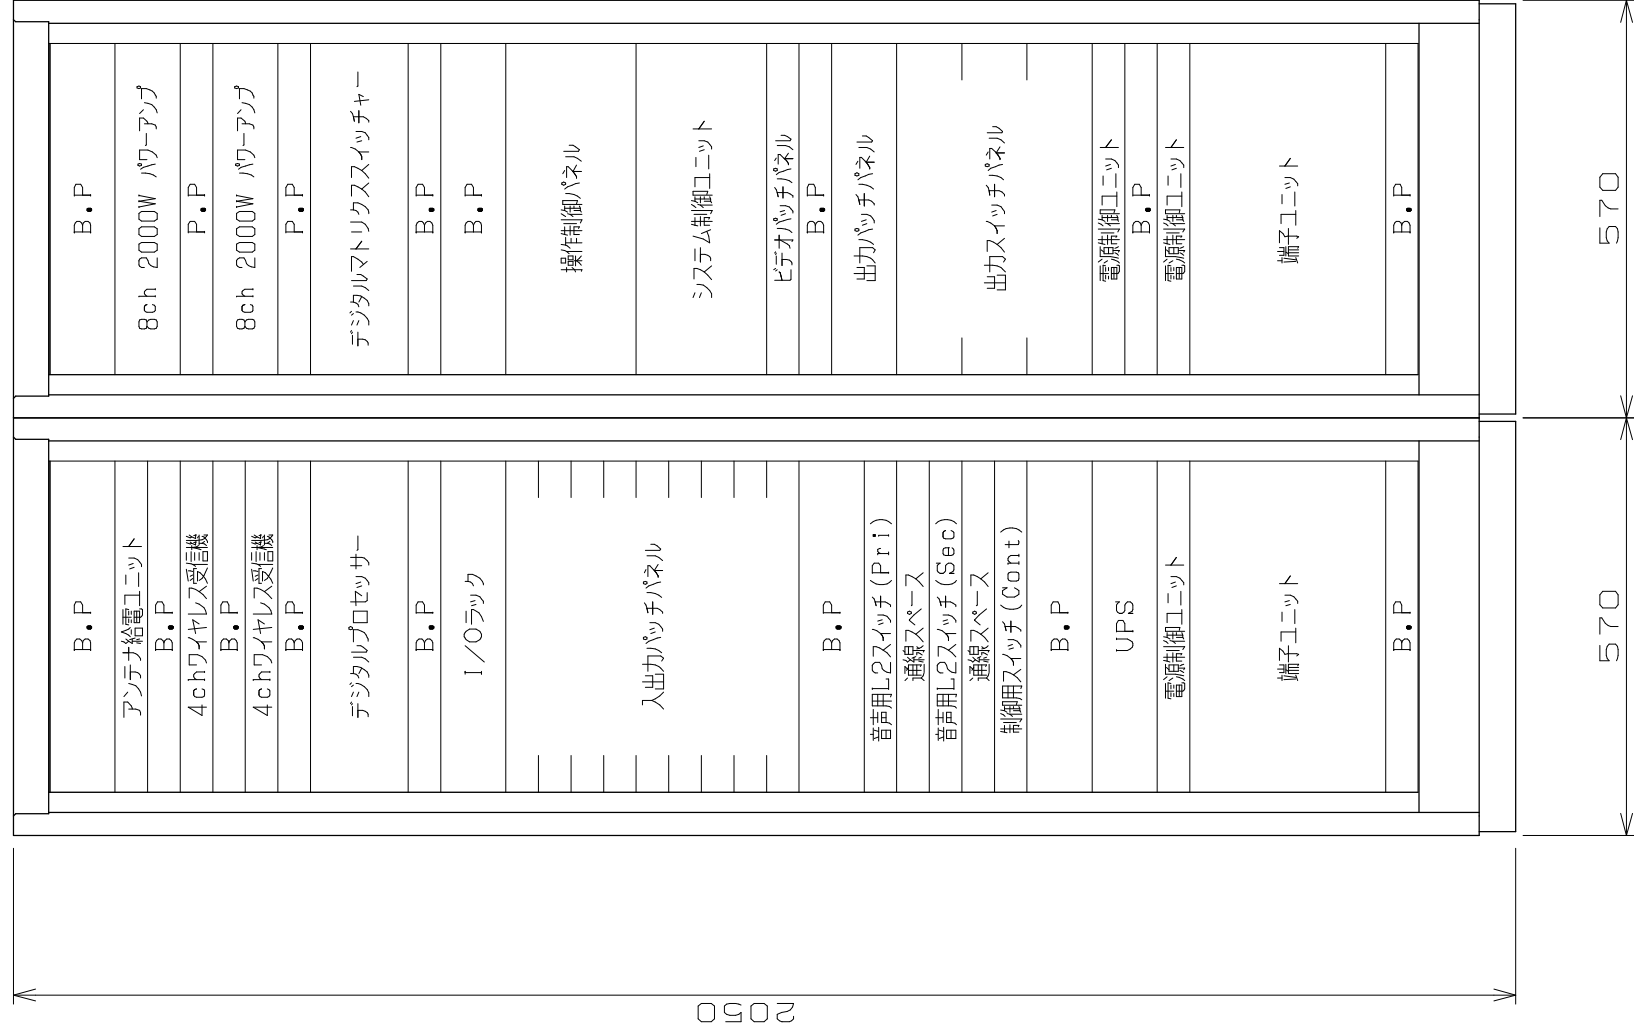 B.P
アンテナ給電ユニット
B.P
4chワイヤレス受信機
B.P
4chワイヤレス受信機
B.P
デジタルプロセッサー
B.P
I/Oラック
入出力パッチパネル
B.P
音声用L2スイッチ(Pri)
通線スペース
音声用L2スイッチ(Sec)
通線スペース
制御用スイッチ(Cont)
B.P
UPS
電源制御ユニット
端子ユニット
B.P
B.P
8ch 2000W パワーアンプ
P.P
8ch 2000W パワーアンプ
P.P
デジタルマトリクススイッチャー
B.P
B.P
操作制御パネル
システム制御ユニット
ビデオパッチパネル
B.P
出力パッチパネル
出力スイッチパネル
電源制御ユニット
B.P
電源制御ユニット
端子ユニット
B.P
570
570
2050